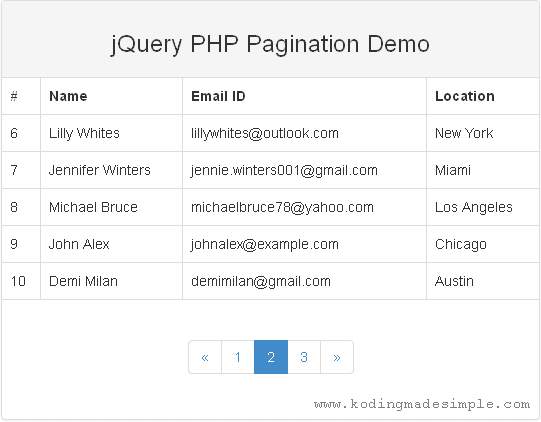 jQuery PHP Pagination Demo
# Name Email ID Location
6 Lilly Whites lillywhites@outlook.com New York
7 Jennifer Winters jennie.winters001@gmail.com Miami
8 Michael Bruce michaelbruce78@yahoo.com Los Angeles
9 John Alex johnalex@example.com Chicago
10 Demi Milan demimilan@gmail.com Austin
« 1 2 3 »
www.kodingmadesimple.com